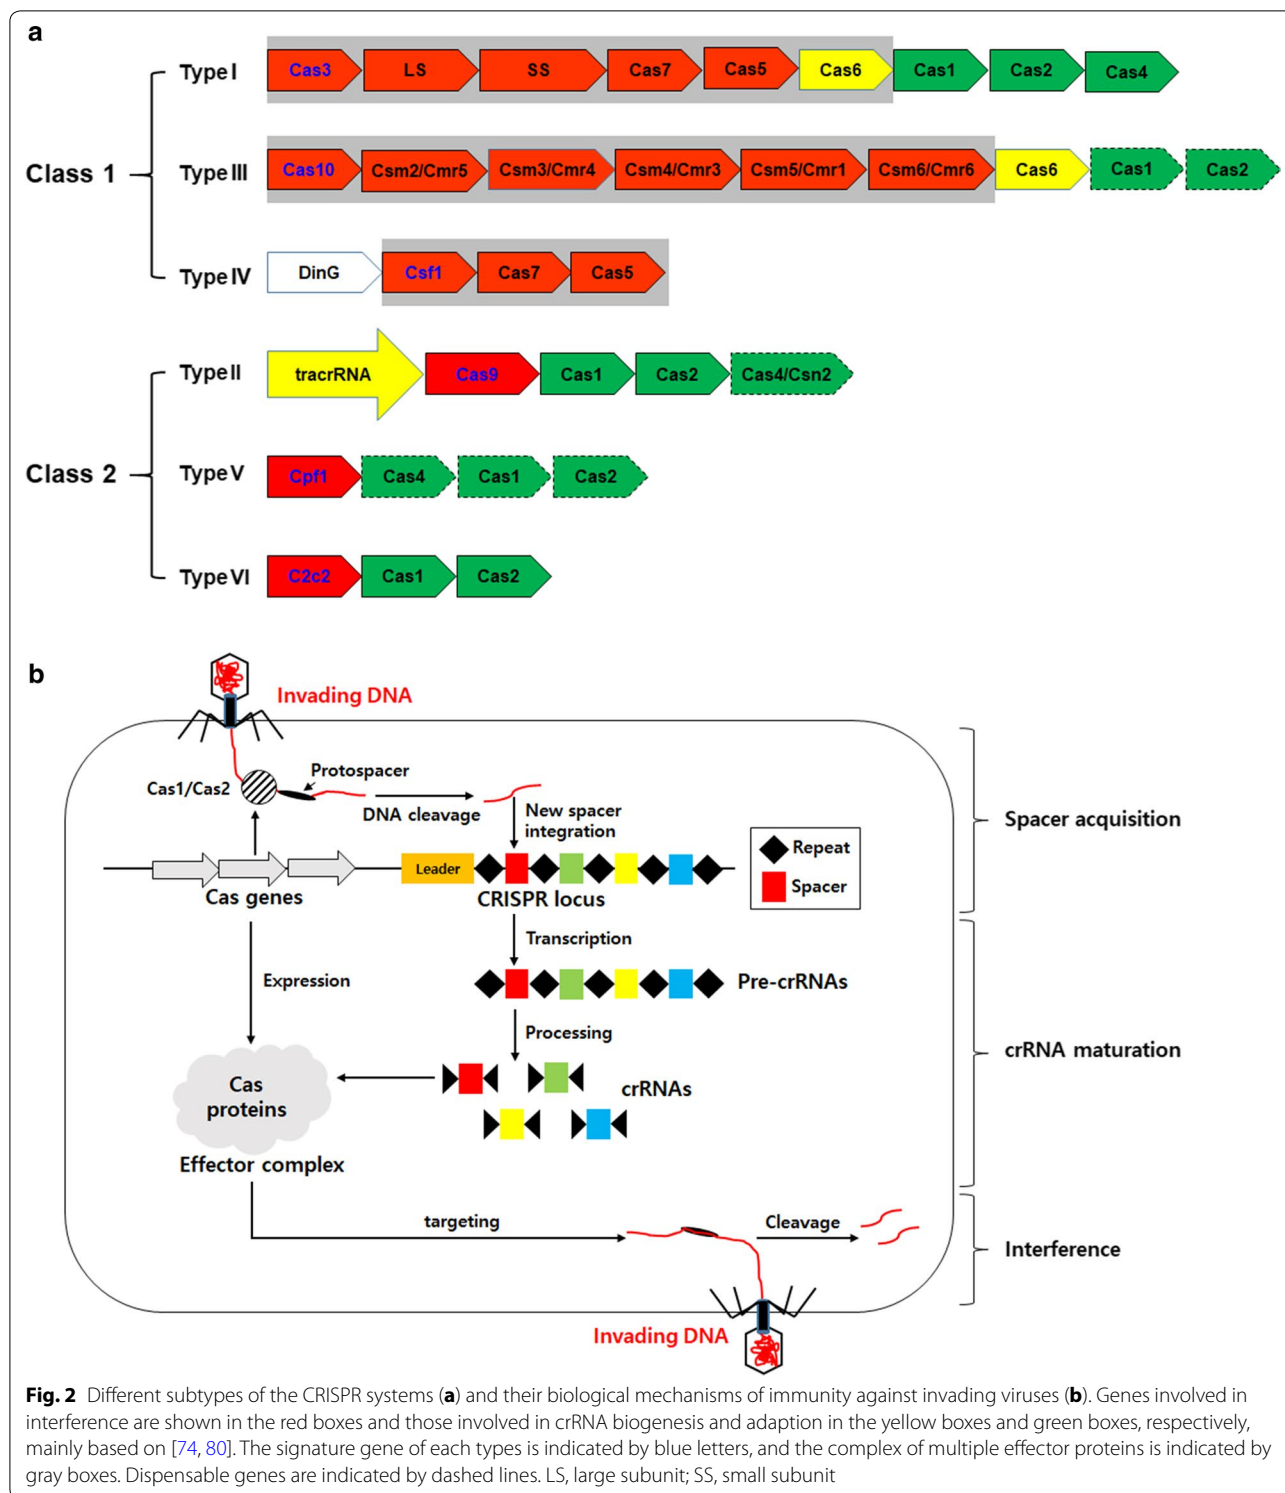 a
Type I
Cas3 LS SS Cas7 Cas5 Cas6 Cas1 Cas2 Cas4
Class 1
Type III
Cas10 Csm2/Cmr5 Csm3/Cmr4 Csm4/Cmr3 Csm5/Cmr1 Csm6/Cmr6 Cas6 Cas1 Cas2
Type IV
DinG Csf1 Cas7 Cas5
Type II
tracrRNA Cas9 Cas1 Cas2 Cas4/Csn2
Class 2
Type V
Cpf1 Cas4 Cas1 Cas2
Type VI
C2c2 Cas1 Cas2
b
Invading DNA
Cas1/Cas2
Protospacer
DNA cleavage
New spacer
integration
Spacer acquisition
Leader
Repeat
Spacer
Cas genes
CRISPR locus
Transcription
Expression
Pre-crRNAs
Processing
crRNA maturation
Cas
proteins
crRNAs
Effector complex
targeting
Cleavage
Interference
Invading DNA
Fig. 2 Different subtypes of the CRISPR systems (a) and their biological mechanisms of immunity against invading viruses (b). Genes involved in
interference are shown in the red boxes and those involved in crRNA biogenesis and adaption in the yellow boxes and green boxes, respectively,
mainly based on [74, 80]. The signature gene of each types is indicated by blue letters, and the complex of multiple effector proteins is indicated by
gray boxes. Dispensable genes are indicated by dashed lines. LS, large subunit; SS, small subunit